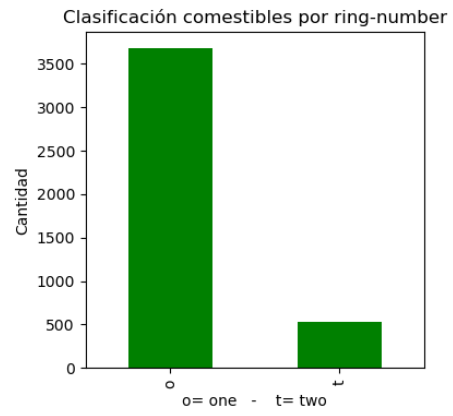 Clasificación comestibles por ring-number
3500
3000
2500
2000
1500
1000
500
0
Cantidad
o
t
o= one - t= two